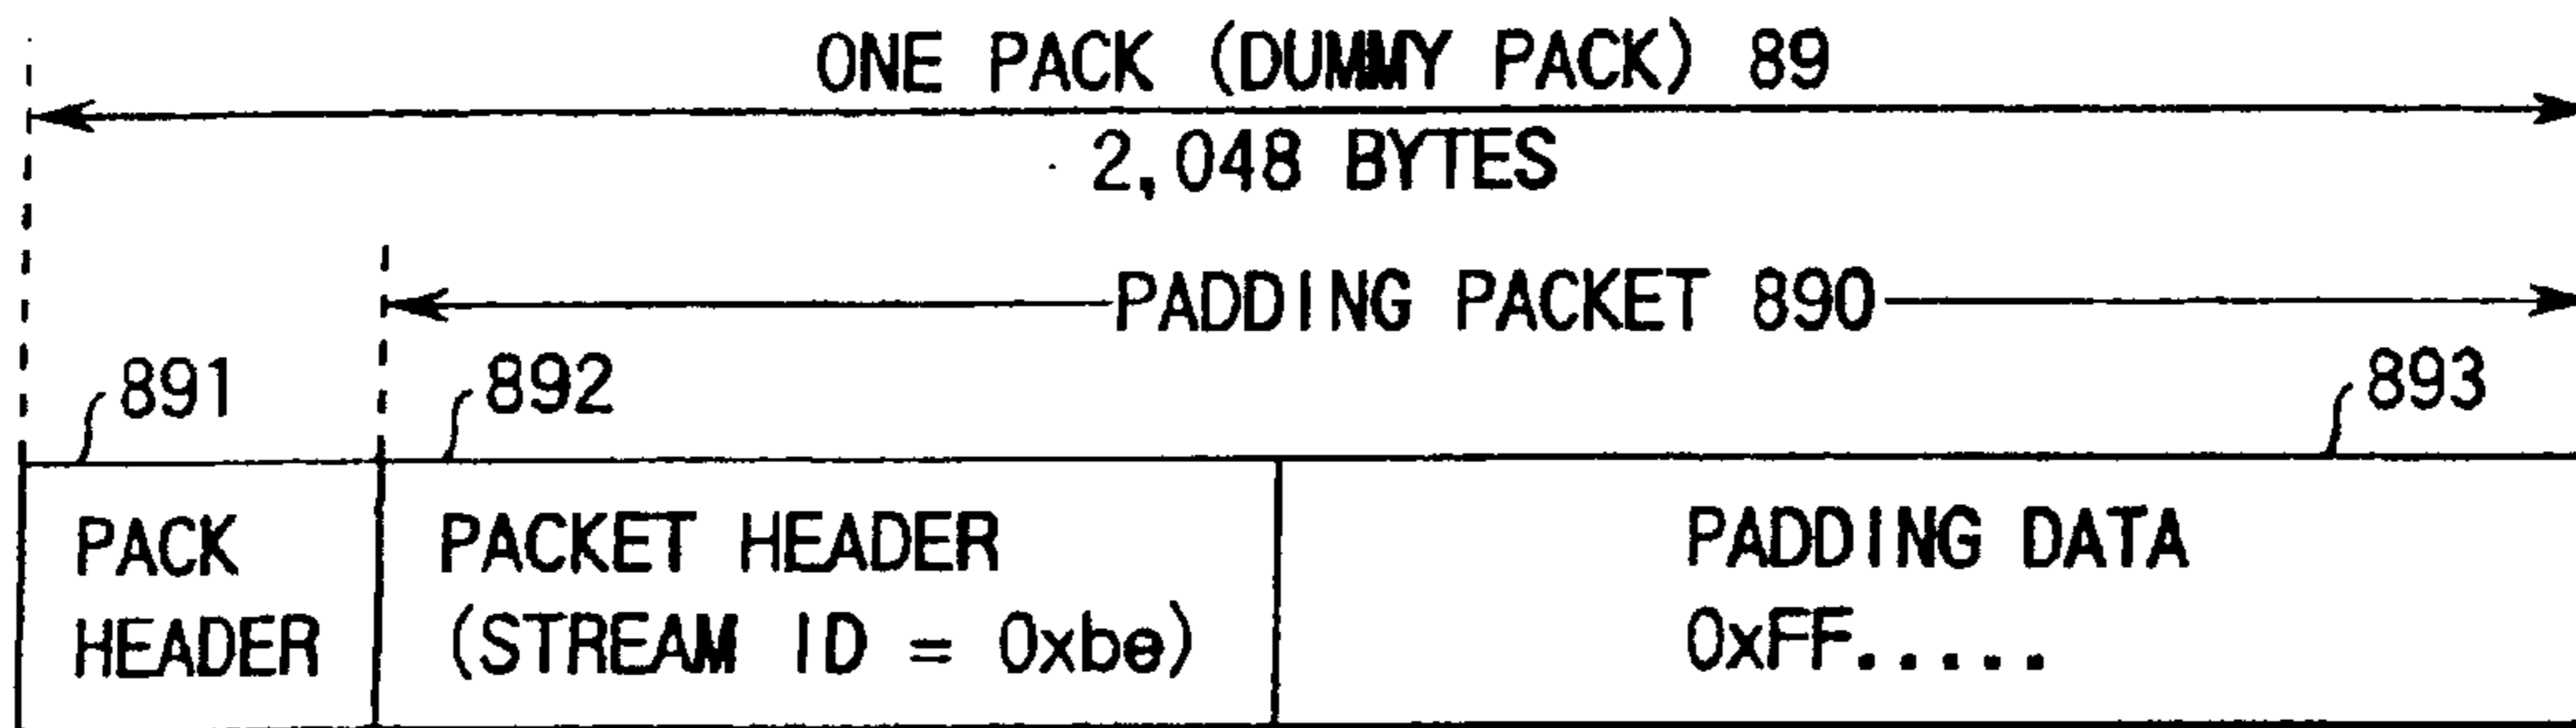 ONE PACK (DUMMY PACK) 89
2,048 BYTES
PADDING PACKET 890
891
892
893
PACK
HEADER
PACKET HEADER
(STREAM ID = 0xbe)
PADDING DATA
0xFF.....